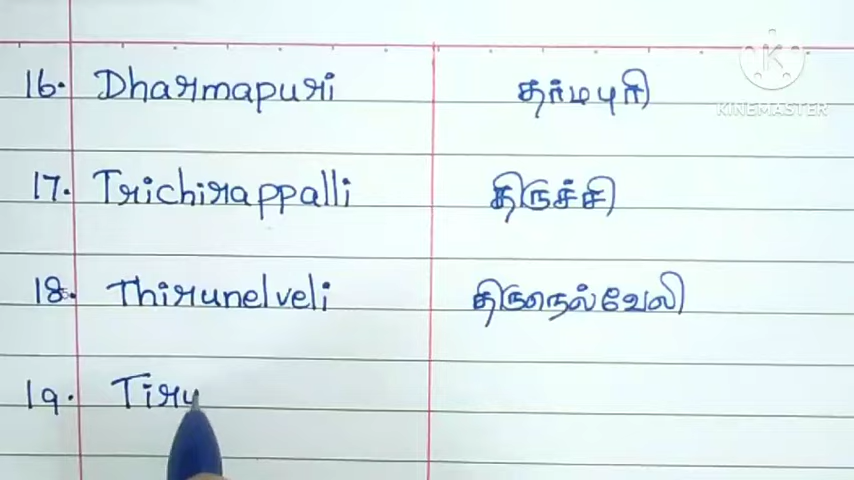 K
KINEMASTER
16. Dharmapuri தர்மபுரி
17. Trichirappalli திருச்சி
18. Thirunelveli திருநெல்வேலி
19. Tiru